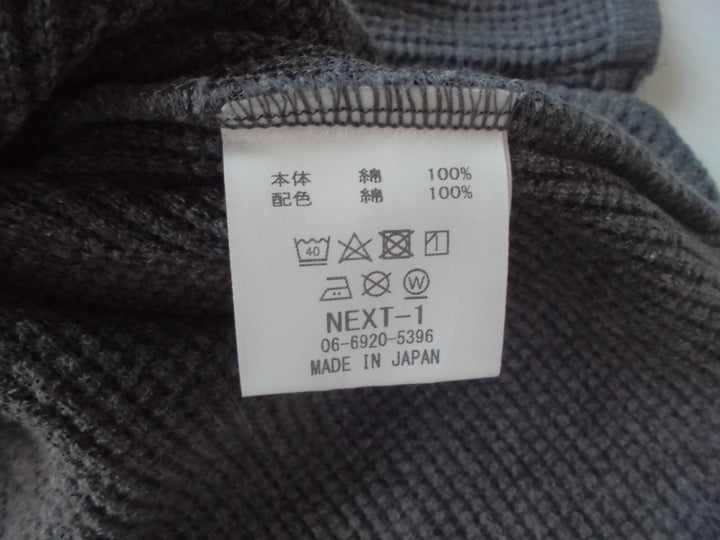 本体 綿 100%
配色 綿 100%
40
W
NEXT-1
06-6920-5396
MADE IN JAPAN